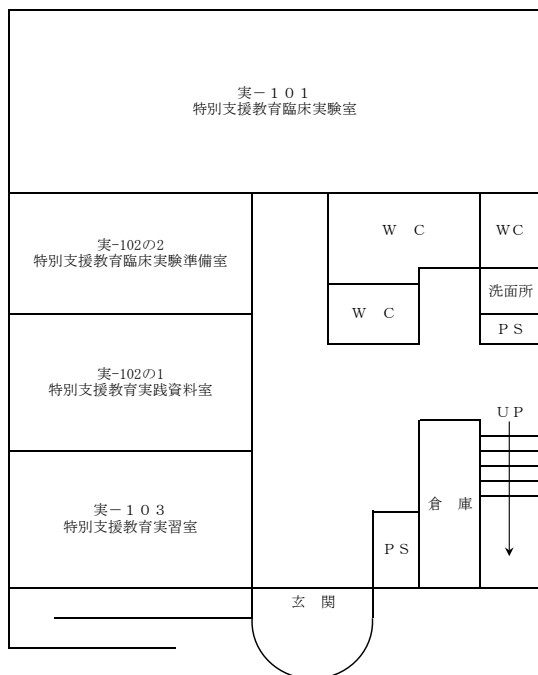 実－１０１
特別支援教育臨床実験室
Ｗ　Ｃ
ＷＣ
実-102の2
特別支援教育臨床実験準備室
洗面所
Ｗ　Ｃ
ＰＳ
実-102の1
特別支援教育実践資料室
ＵＰ
実－１０３
特別支援教育実習室
倉　庫
ＰＳ
玄　関